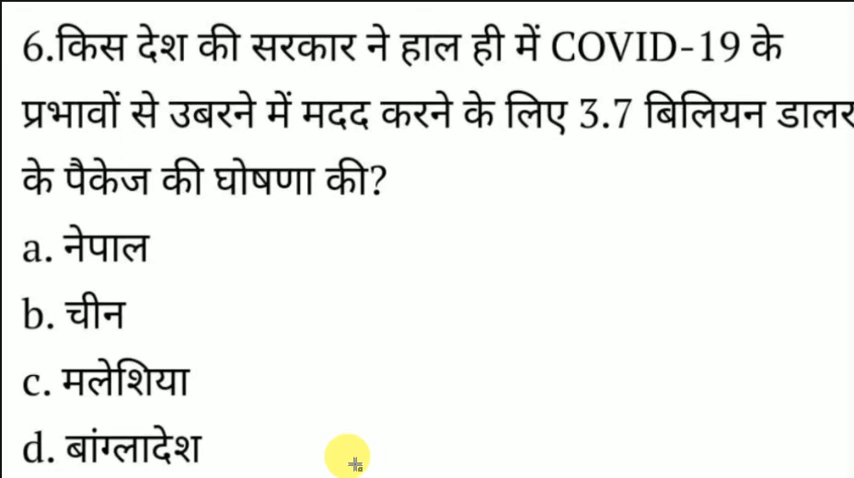 6.किस देश की सरकार ने हाल ही में COVID-19 के
प्रभावों से उबरने में मदद करने के लिए 3.7 बिलियन डालर
के पैकेज की घोषणा की?
a. नेपाल
b. चीन
c. मलेशिया
d. बांग्लादेश